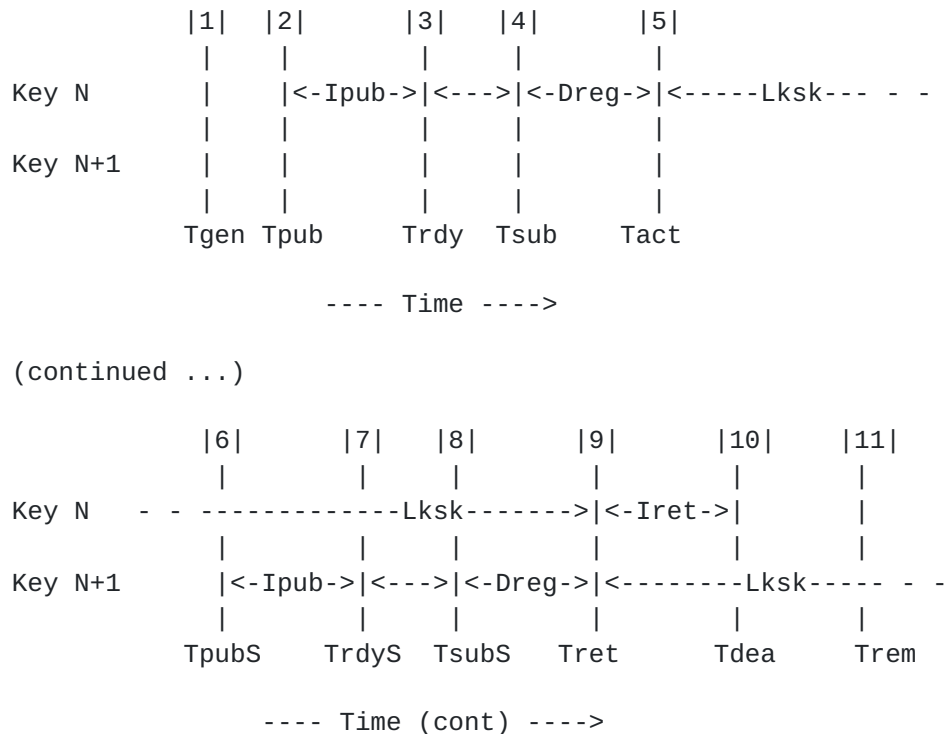 |1|  |2|       |3|   |4|      |5|
            |    |         |     |        |
Key N       |    |<-Ipub->|<--->|<-Dreg->|<-----Lksk--- - -
            |    |         |     |        |
Key N+1     |    |         |     |        |
            |    |         |     |        |
           Tgen Tpub      Trdy  Tsub     Tact

                    ---- Time ---->

(continued ...)

            |6|      |7|   |8|      |9|      |10|    |11|
             |        |     |        |        |       |
Key N   - - -------------Lksk------->|<-Iret->|       |
             |        |     |        |        |       |
Key N+1      |<-Ipub->|<--->|<-Dreg->|<--------Lksk----- - -
             |        |     |        |        |       |
           TpubS    TrdyS  TsubS   Tret     Tdea     Trem

                ---- Time (cont) ---->